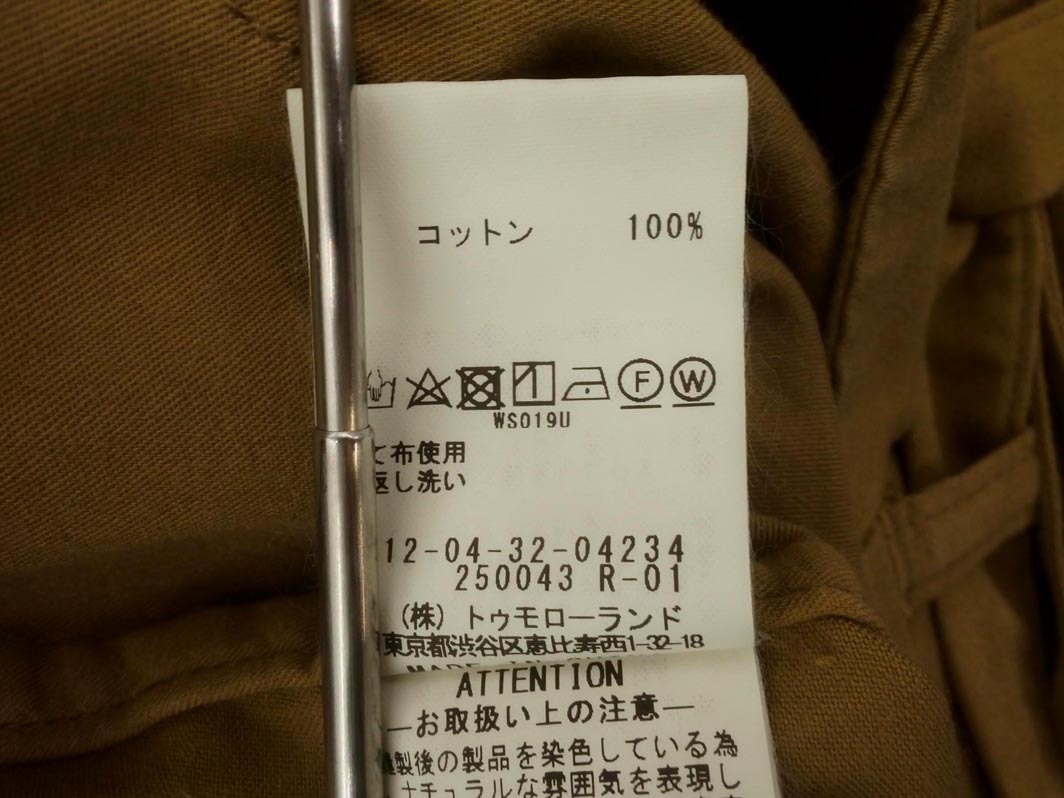 コットン 100%
F W
WS019U
て布使用
返し洗い
12-04-32-04234
250043 R-01
(株)トゥモローランド
東京都渋谷区恵比寿西1-32-18
ATTENTION
―お取扱い上の注意―
縫製後の製品を染色している為
ナチュラルな雰囲気を表現し